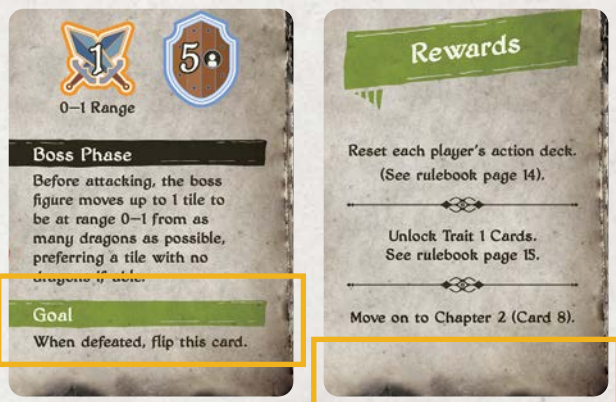 1
5
0–1 Range
Boss Phase
Before attacking, the boss
figure moves up to 1 tile to
be at range 0–1 from as
many dragons as possible,
preferring a tile with no
dragons if able.
Goal
When defeated, flip this card.
Rewards
Reset each player's action deck.
(See rulebook page 14).
Unlock Trait 1 Cards.
See rulebook page 15.
Move on to Chapter 2 (Card 8).